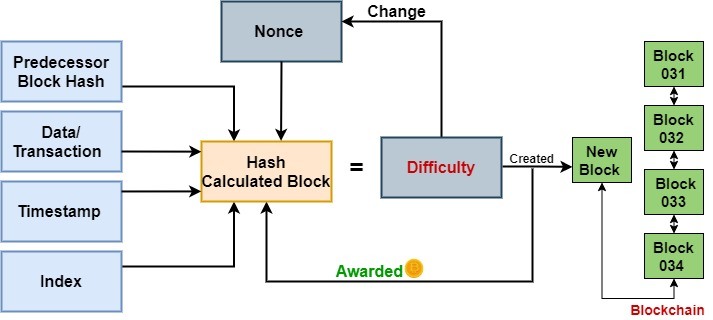 Predecessor
Block Hash
Data/
Transaction
Timestamp
Index
Nonce
Change
Hash
Calculated Block
=
Difficulty
Created
Awarded
New
Block
Block
031
Block
032
Block
033
Block
034
Blockchain